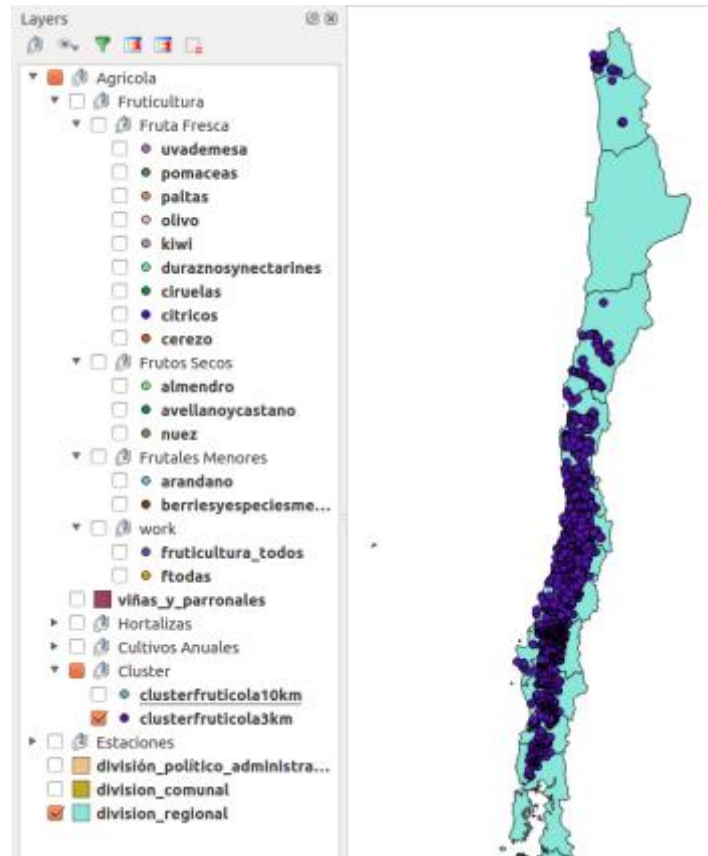 Layers
Agricola
Fruticultura
Fruta Fresca
uvademesa
pomaceas
paltas
olivo
kiwi
duraznosynectarines
ciruelas
citricos
cerezo
Frutos Secos
almendro
avellanoycastano
nuez
Frutales Menores
arandano
berriesyespeciesme...
work
fruticultura_todos
ftodas
viñas_y_parronales
Hortalizas
Cultivos Anuales
Cluster
clusterfruticola10km
clusterfruticola3km
Estaciones
división_político_administra...
division_comunal
division_regional